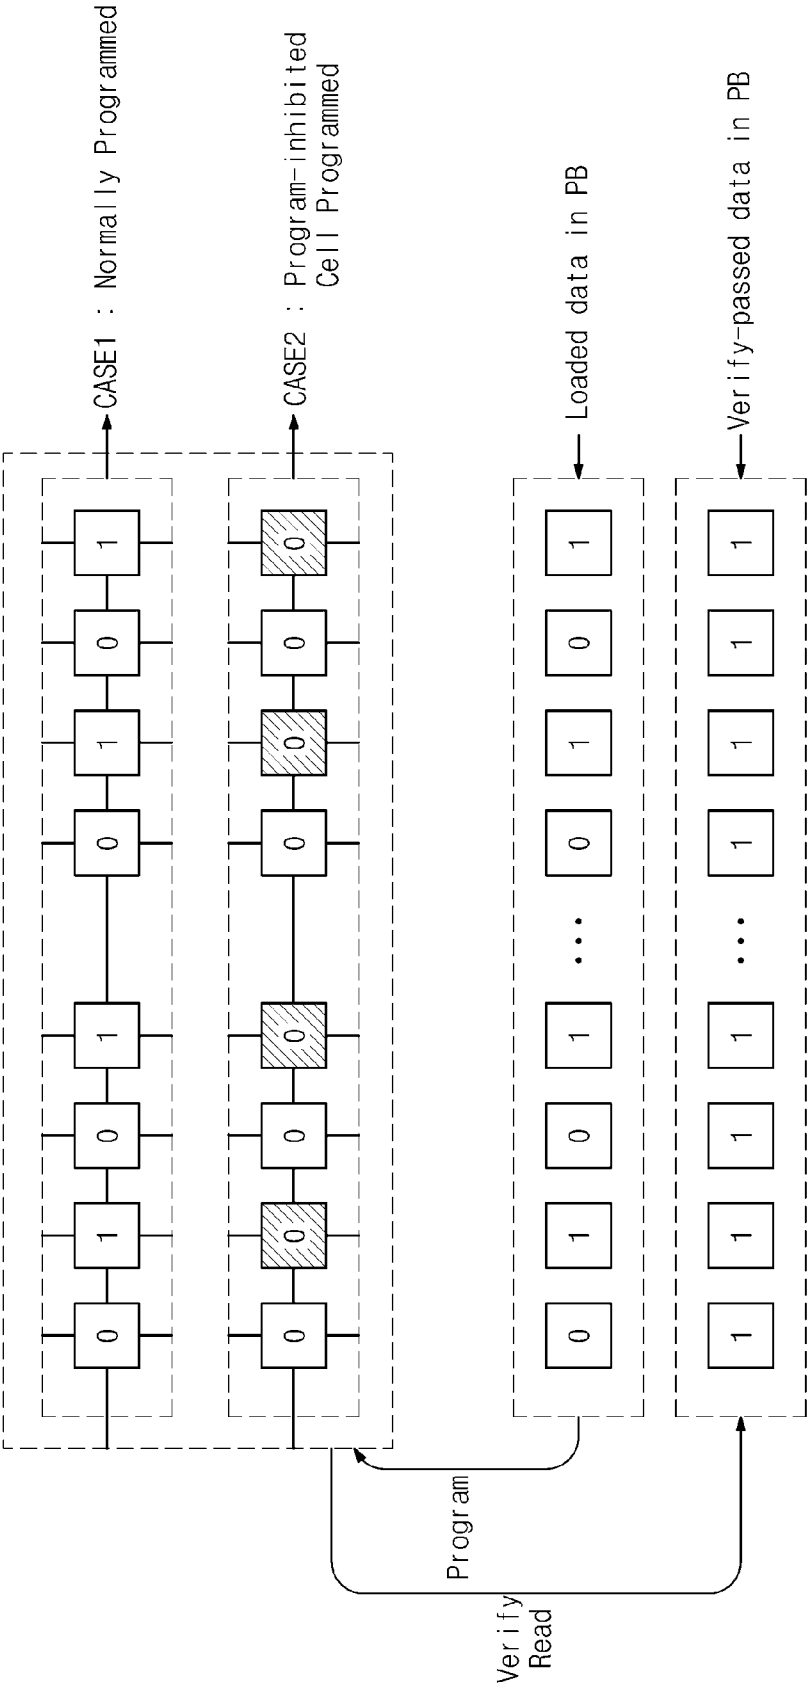 0 1 0 1 0 1 0 1 CASE1 : Normally Programmed
0 0 0 0 0 0 0 0 CASE2 : Program-inhibited
Cell Programmed
Program
Verify
Read
0 1 0 1 ... 0 1 0 1 Loaded data in PB
1 1 1 1 ... 1 1 1 1 Verify-passed data in PB